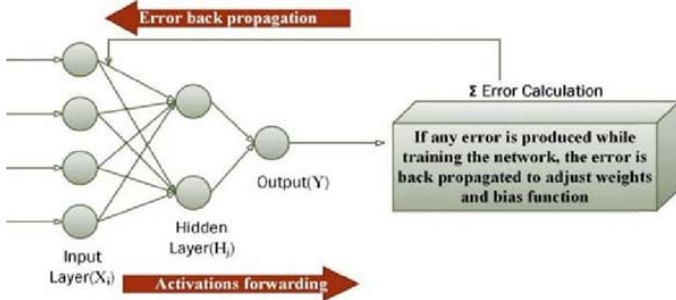 Error back propagation
Σ Error Calculation
If any error is produced while
training the network, the error is
back propagated to adjust weights
and bias function
Output(Y)
Hidden
Layer(Hj)
Input
Layer(Xi)
Activations forwarding